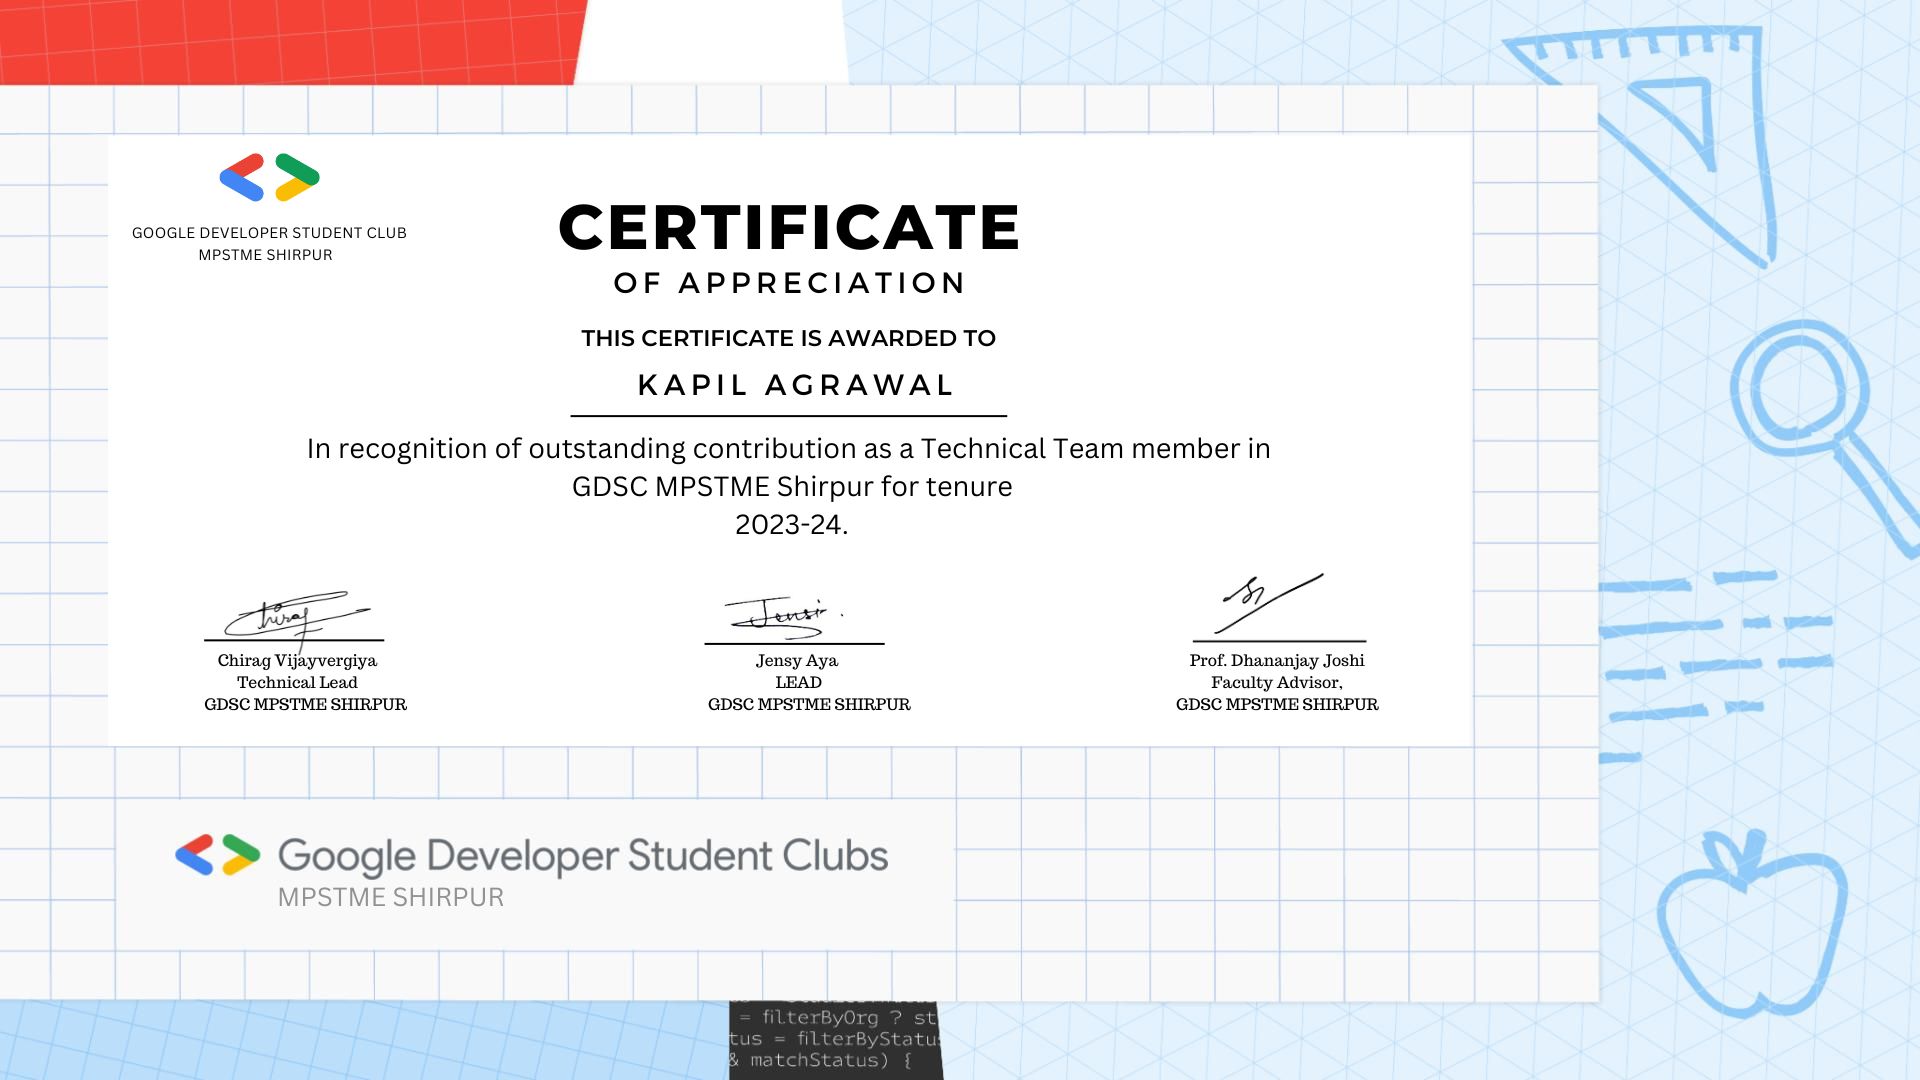 GOOGLE DEVELOPER STUDENT CLUB
MPSTME SHIRPUR
CERTIFICATE
OF APPRECIATION
THIS CERTIFICATE IS AWARDED TO
KAPIL AGRAWAL
In recognition of outstanding contribution as a Technical Team member in
GDSC MPSTME Shirpur for tenure
2023-24.
Chiraj
Chirag Vijayvergiya
Technical Lead
GDSC MPSTME SHIRPUR
Jensi
Jensy Aya
LEAD
GDSC MPSTME SHIRPUR
Prof. Dhananjay Joshi
Faculty Advisor,
GDSC MPSTME SHIRPUR
Google Developer Student Clubs
MPSTME SHIRPUR
= filterByOrg ? st
tus = filterByStatus
& matchStatus) {